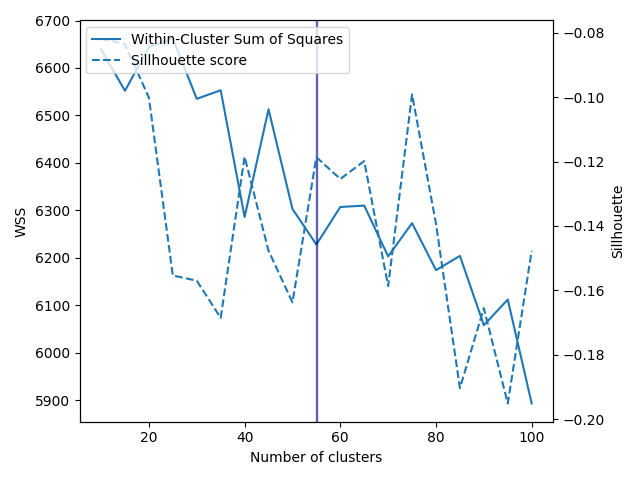 Within-Cluster Sum of Squares
Sillhouette score
6700
6600
6500
6400
6300
6200
6100
6000
5900
WSS
−0.08
−0.10
−0.12
−0.14
−0.16
−0.18
−0.20
Sillhouette
20 40 60 80 100
Number of clusters